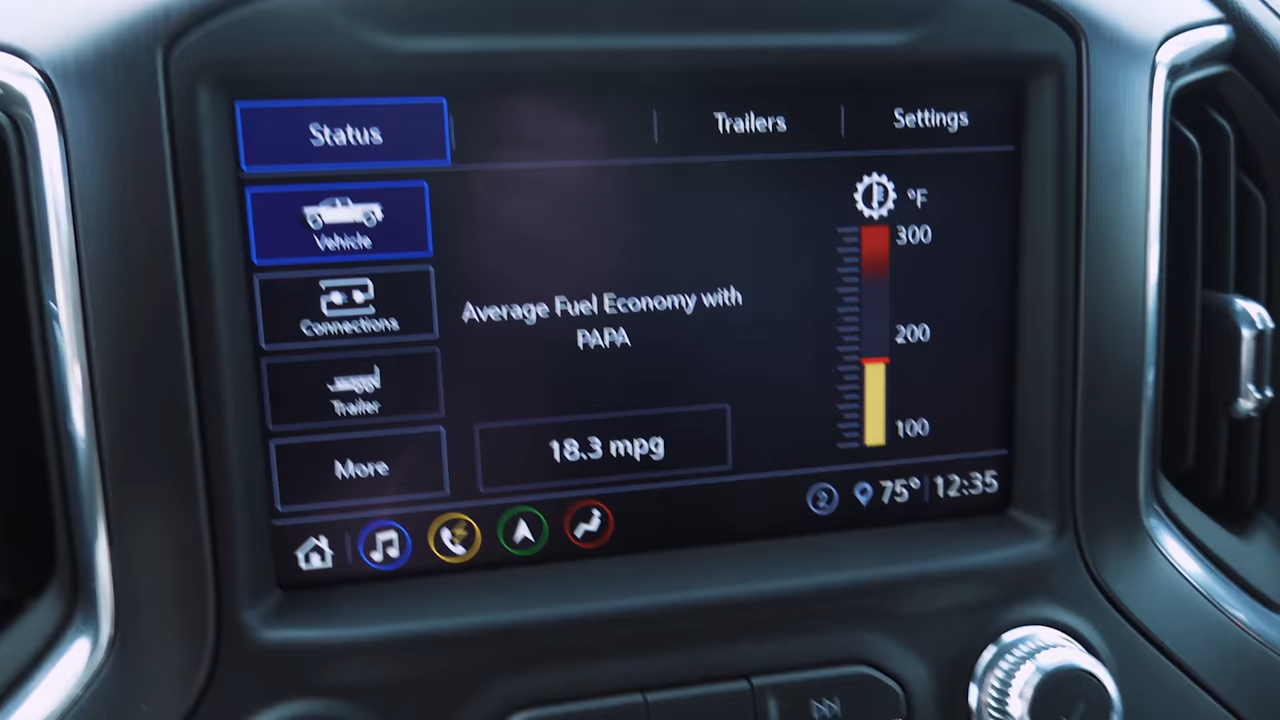 Status
Trailers
Settings
Vehicle
Connections
Trailer
More
Average Fuel Economy with
PAPA
18.3 mpg
°F
300
200
100
2
75°
12:35